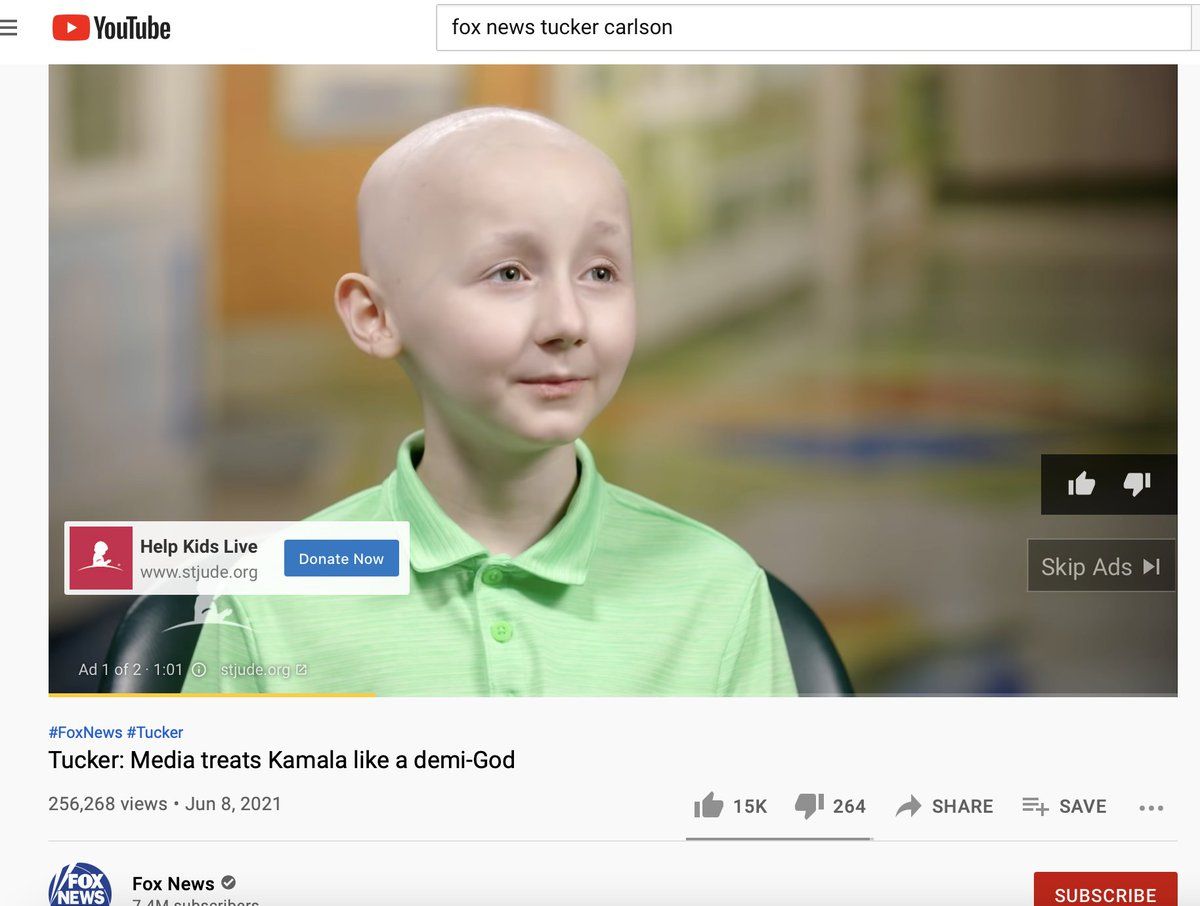 YouTube
fox news tucker carlson
Help Kids Live
www.stjude.org
Donate Now
Skip Ads
Ad 1 of 2 · 1:01 stjude.org
#FoxNews #Tucker
Tucker: Media treats Kamala like a demi-God
256,268 views • Jun 8, 2021
15K 264 SHARE SAVE
FOX
NEWS
Fox News
7.4M subscribers
SUBSCRIBE